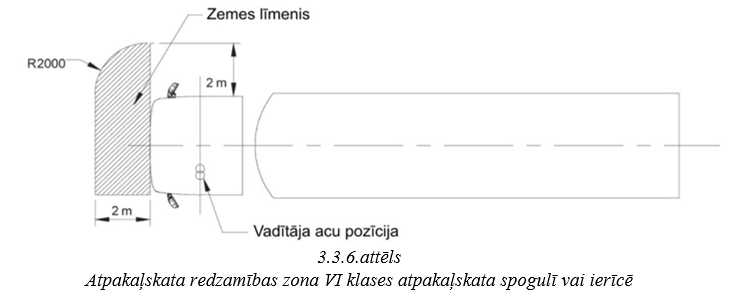 Zemes līmenis
R2000
2 m
2 m
Vadītāja acu pozīcija
3.3.6.attēls
Atpakaļskata redzamības zona VI klases atpakaļskata spogulī vai ierīcē